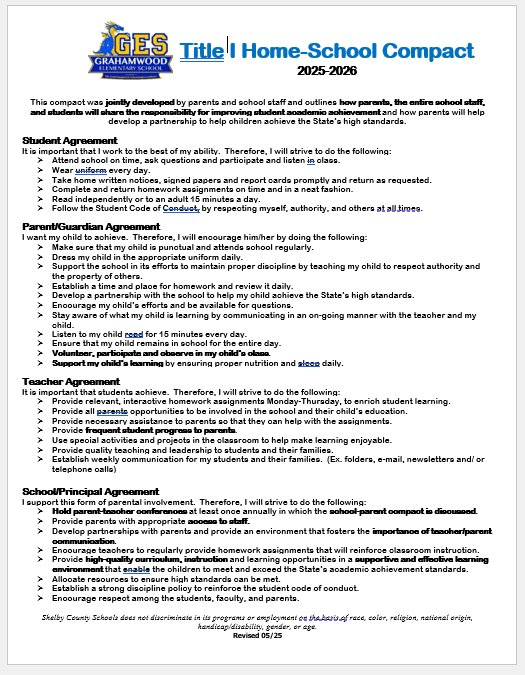 GES
GRAHAMWOOD
ELEMENTARY SCHOOL
Title I Home-School Compact
2025-2026
This compact was jointly developed by parents and school staff and outlines how parents, the entire school staff,
and students will share the responsibility for improving student academic achievement and how parents will help
develop a partnership to help children achieve the State's high standards.
Student Agreement
It is important that I work to the best of my ability. Therefore, I will strive to do the following:
➢ Attend school on time, ask questions and participate and listen in class.
➢ Wear uniform every day.
➢ Take home written notices, signed papers and report cards promptly and return as requested.
➢ Complete and return homework assignments on time and in a neat fashion.
➢ Read independently or to an adult 15 minutes a day.
➢ Follow the Student Code of Conduct, by respecting myself, authority, and others at all times.
Parent/Guardian Agreement
I want my child to achieve. Therefore, I will encourage him/her by doing the following:
➢ Make sure that my child is punctual and attends school regularly.
➢ Dress my child in the appropriate uniform daily.
➢ Support the school in its efforts to maintain proper discipline by teaching my child to respect authority and
the property of others.
➢ Establish a time and place for homework and review it daily.
➢ Develop a partnership with the school to help my child achieve the State's high standards.
➢ Encourage my child's efforts and be available for questions.
➢ Stay aware of what my child is learning by communicating in an on-going manner with the teacher and my
child.
➢ Listen to my child read for 15 minutes every day.
➢ Ensure that my child remains in school for the entire day.
➢ Volunteer, participate and observe in my child's class.
➢ Support my child's learning by ensuring proper nutrition and sleep daily.
Teacher Agreement
It is important that students achieve. Therefore, I will strive to do the following:
➢ Provide relevant, interactive homework assignments Monday-Thursday, to enrich student learning.
➢ Provide all parents opportunities to be involved in the school and their child's education.
➢ Provide necessary assistance to parents so that they can help with the assignments.
➢ Provide frequent student progress to parents.
➢ Use special activities and projects in the classroom to help make learning enjoyable.
➢ Provide quality teaching and leadership to students and their families.
➢ Establish weekly communication for my students and their families. (Ex. folders, e-mail, newsletters and/ or
telephone calls)
School/Principal Agreement
I support this form of parental involvement. Therefore, I will strive to do the following:
➢ Hold parent-teacher conferences at least once annually in which the school-parent compact is discussed.
➢ Provide parents with appropriate access to staff.
➢ Develop partnerships with parents and provide an environment that fosters the importance of teacher/parent
communication.
➢ Encourage teachers to regularly provide homework assignments that will reinforce classroom instruction.
➢ Provide high-quality curriculum, instruction and learning opportunities in a supportive and effective learning
environment that enable the children to meet and exceed the State's academic achievement standards.
➢ Allocate resources to ensure high standards can be met.
➢ Establish a strong discipline policy to reinforce the student code of conduct.
➢ Encourage respect among the students, faculty, and parents.
Shelby County Schools does not discriminate in its programs or employment on the basis of race, color, religion, national origin,
handicap/disability, gender, or age.
Revised 05/25